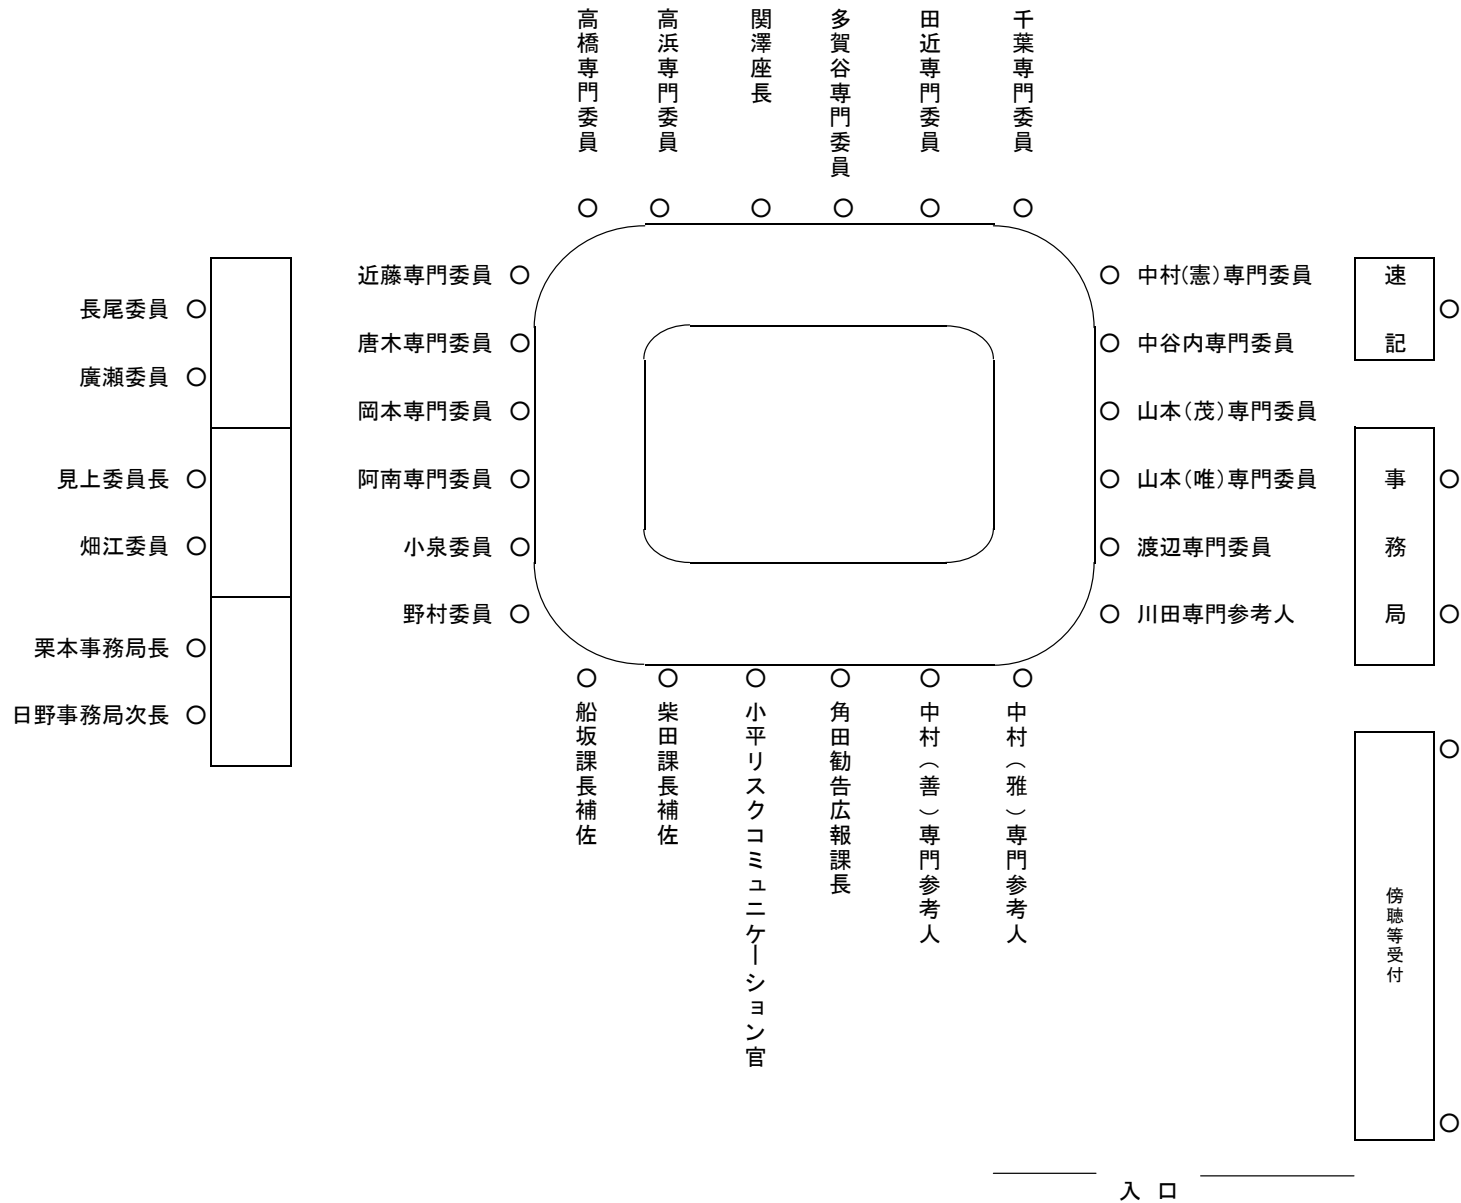 高橋専門委員
高浜専門委員
関澤座長
多賀谷専門委員
田近専門委員
千葉専門委員
近藤専門委員
唐木専門委員
岡本専門委員
阿南専門委員
小泉委員
野村委員
中村(憲)専門委員
中谷内専門委員
山本(茂)専門委員
山本(唯)専門委員
渡辺専門委員
川田専門参考人
長尾委員
廣瀬委員
見上委員長
畑江委員
栗本事務局長
日野事務局次長
船坂課長補佐
柴田課長補佐
小平リスクコミュニケーション官
角田勧告広報課長
中村(善)専門参考人
中村(雅)専門参考人
速記
事務局
傍聴等受付
入口